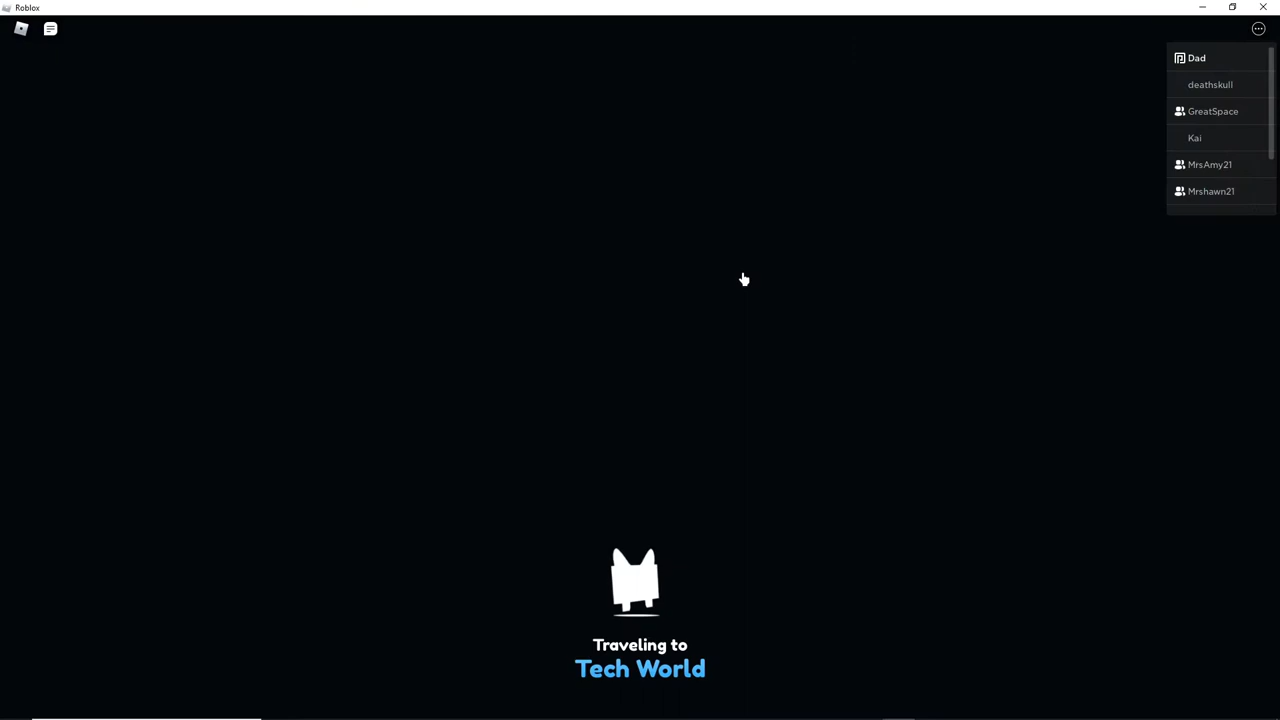 Roblox
Dad
deathskull
GreatSpace
Kai
MrsAmy21
Mrshawn21
Traveling to
Tech World